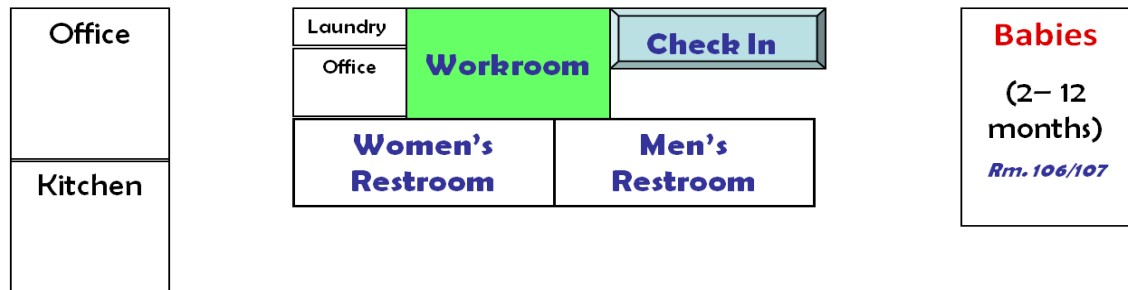 Office
Kitchen
Laundry
Office
Workroom
Check In
Women's
Restroom
Men's
Restroom
Babies
(2– 12
months)
Rm. 106/107